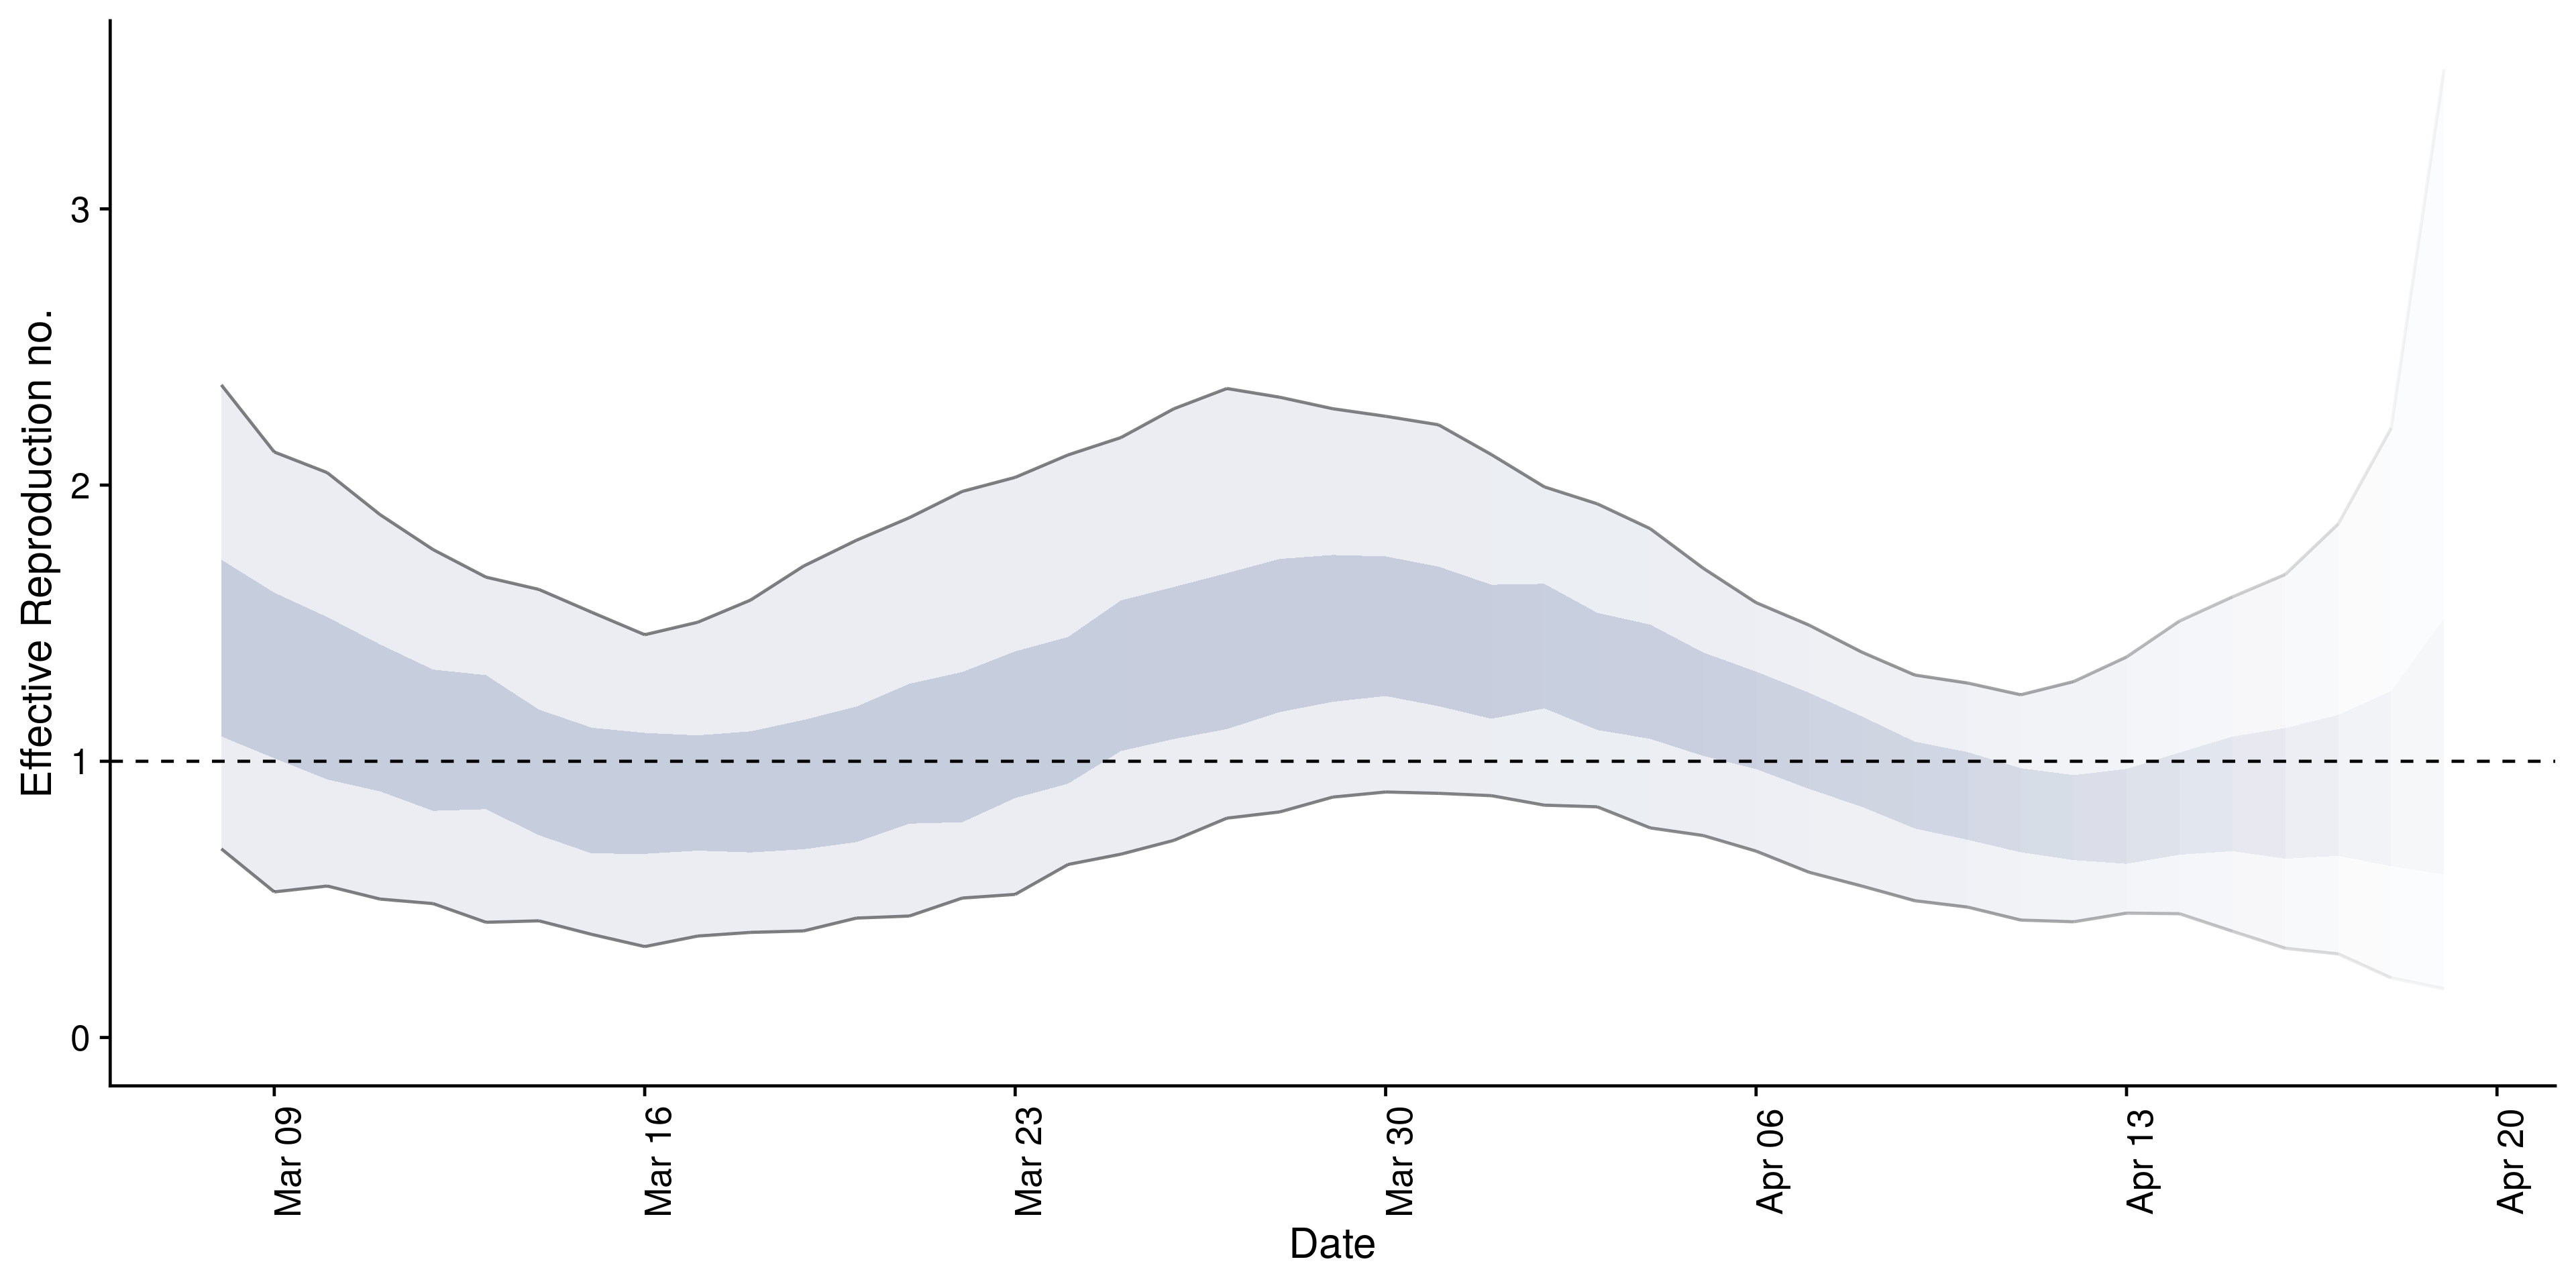 Effective Reproduction no.
3
2
1
0
Mar 09
Mar 16
Mar 23
Mar 30
Apr 06
Apr 13
Apr 20
Date